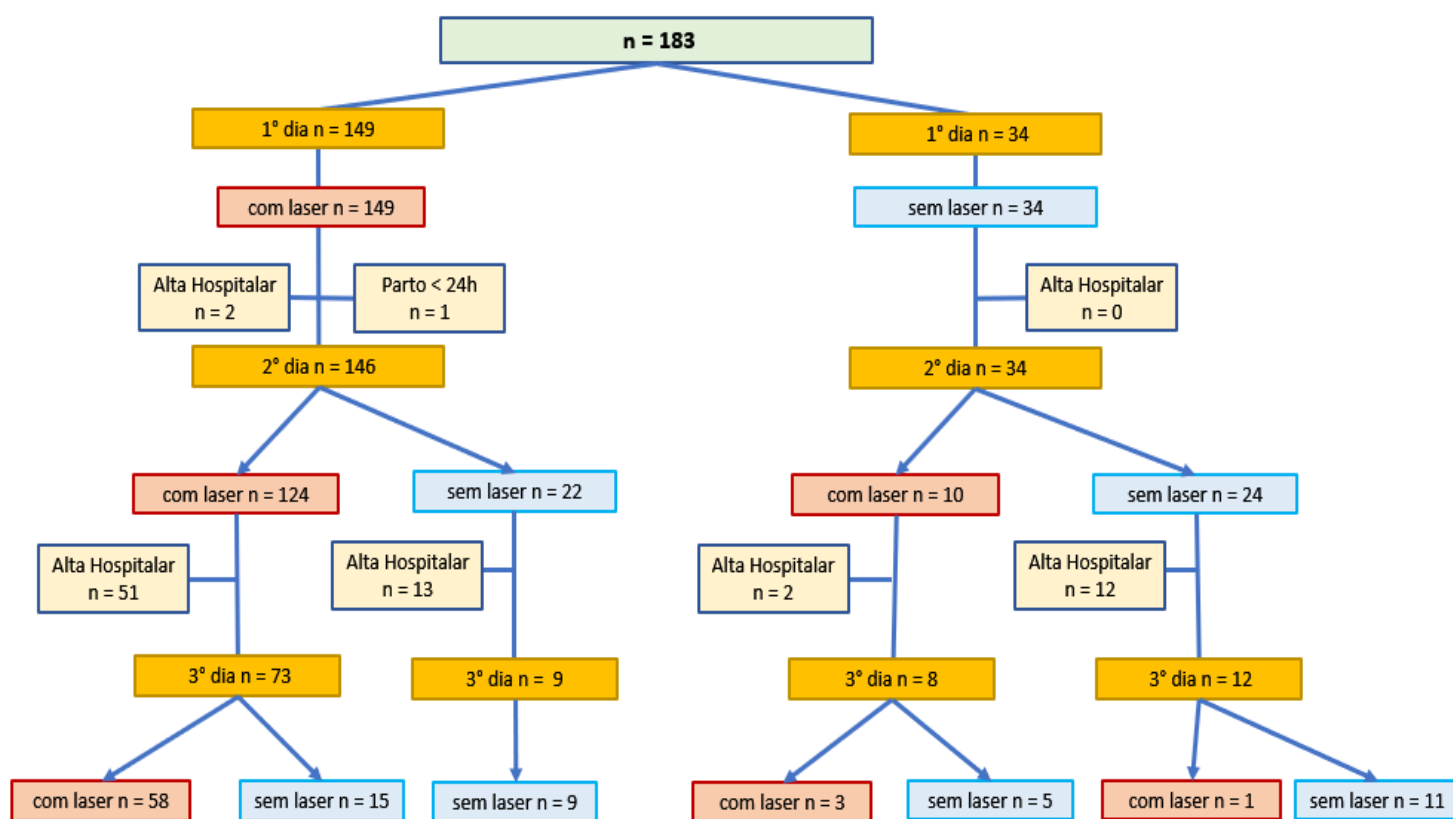 n = 183
1° dia n = 149
1° dia n = 34
com laser n = 149
sem laser n = 34
Alta Hospitalar
n = 2
Parto < 24h
n = 1
Alta Hospitalar
n = 0
2° dia n = 146
2° dia n = 34
com laser n = 124
sem laser n = 22
com laser n = 10
sem laser n = 24
Alta Hospitalar
n = 51
Alta Hospitalar
n = 13
Alta Hospitalar
n = 2
Alta Hospitalar
n = 12
3° dia n = 73
3° dia n = 9
3° dia n = 8
3° dia n = 12
com laser n = 58
sem laser n = 15
sem laser n = 9
com laser n = 3
sem laser n = 5
com laser n = 1
sem laser n = 11